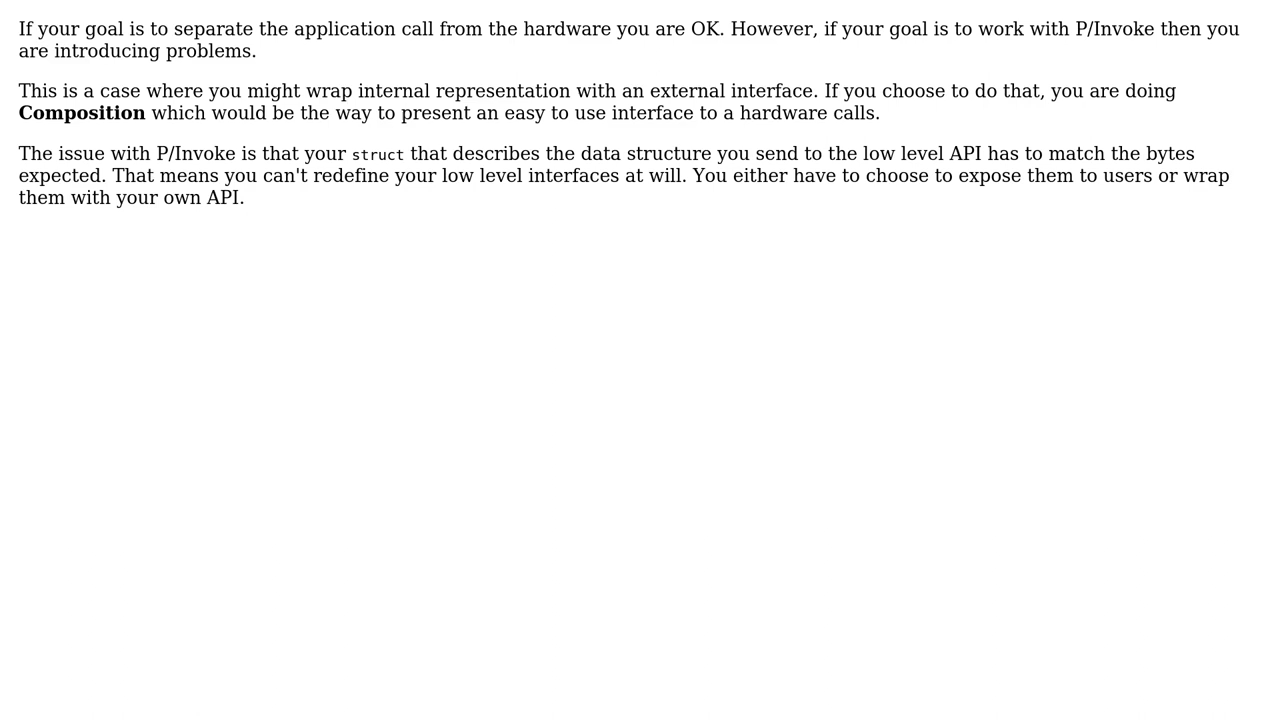 If your goal is to separate the application call from the hardware you are OK. However, if your goal is to work with P/Invoke then you
are introducing problems.
This is a case where you might wrap internal representation with an external interface. If you choose to do that, you are doing
Composition which would be the way to present an easy to use interface to a hardware calls.
The issue with P/Invoke is that your struct that describes the data structure you send to the low level API has to match the bytes
expected. That means you can't redefine your low level interfaces at will. You either have to choose to expose them to users or wrap
them with your own API.